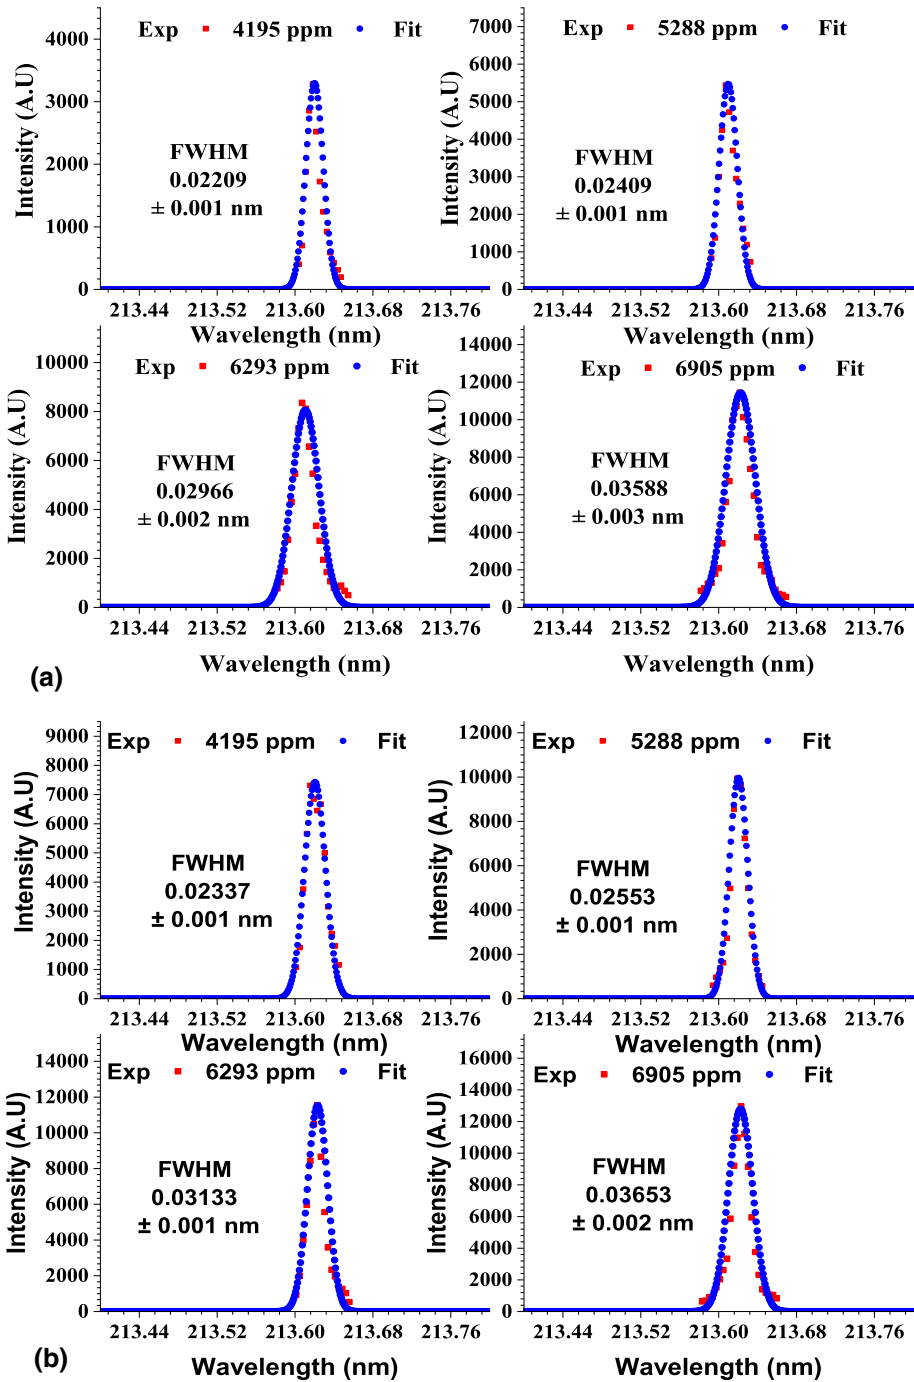 (a)
Exp 4195 ppm Fit
Intensity (A.U)
4000
3000
2000
1000
0
FWHM
0.02209
± 0.001 nm
213.44 213.52 213.60 213.68 213.76
Wavelength (nm)
Exp 5288 ppm Fit
Intensity (A.U)
7000
6000
5000
4000
3000
2000
1000
0
FWHM
0.02409
± 0.001 nm
213.44 213.52 213.60 213.68 213.76
Wavelength (nm)
Exp 6293 ppm Fit
Intensity (A.U)
10000
8000
6000
4000
2000
0
FWHM
0.02966
± 0.002 nm
213.44 213.52 213.60 213.68 213.76
Wavelength (nm)
Exp 6905 ppm Fit
Intensity (A.U)
14000
12000
10000
8000
6000
4000
2000
0
FWHM
0.03588
± 0.003 nm
213.44 213.52 213.60 213.68 213.76
Wavelength (nm)
(b)
Exp 4195 ppm Fit
Intensity (A.U)
9000
8000
7000
6000
5000
4000
3000
2000
1000
0
FWHM
0.02337
± 0.001 nm
213.44 213.52 213.60 213.68 213.76
Wavelength (nm)
Exp 5288 ppm Fit
Intensity (A.U)
12000
10000
8000
6000
4000
2000
0
FWHM
0.02553
± 0.001 nm
213.44 213.52 213.60 213.68 213.76
Wavelength (nm)
Exp 6293 ppm Fit
Intensity (A.U)
14000
12000
10000
8000
6000
4000
2000
0
FWHM
0.03133
± 0.001 nm
213.44 213.52 213.60 213.68 213.76
Wavelength (nm)
Exp 6905 ppm Fit
Intensity (A.U)
16000
14000
12000
10000
8000
6000
4000
2000
0
FWHM
0.03653
± 0.002 nm
213.44 213.52 213.60 213.68 213.76
Wavelength (nm)